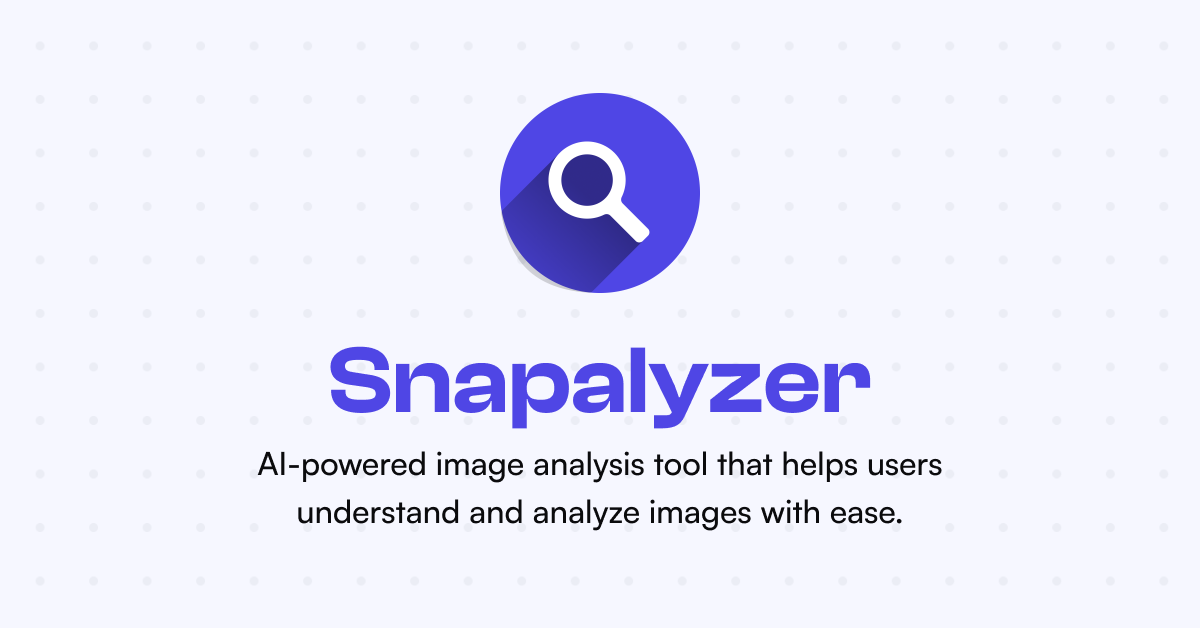 Snapalyzer
AI-powered image analysis tool that helps users
understand and analyze images with ease.